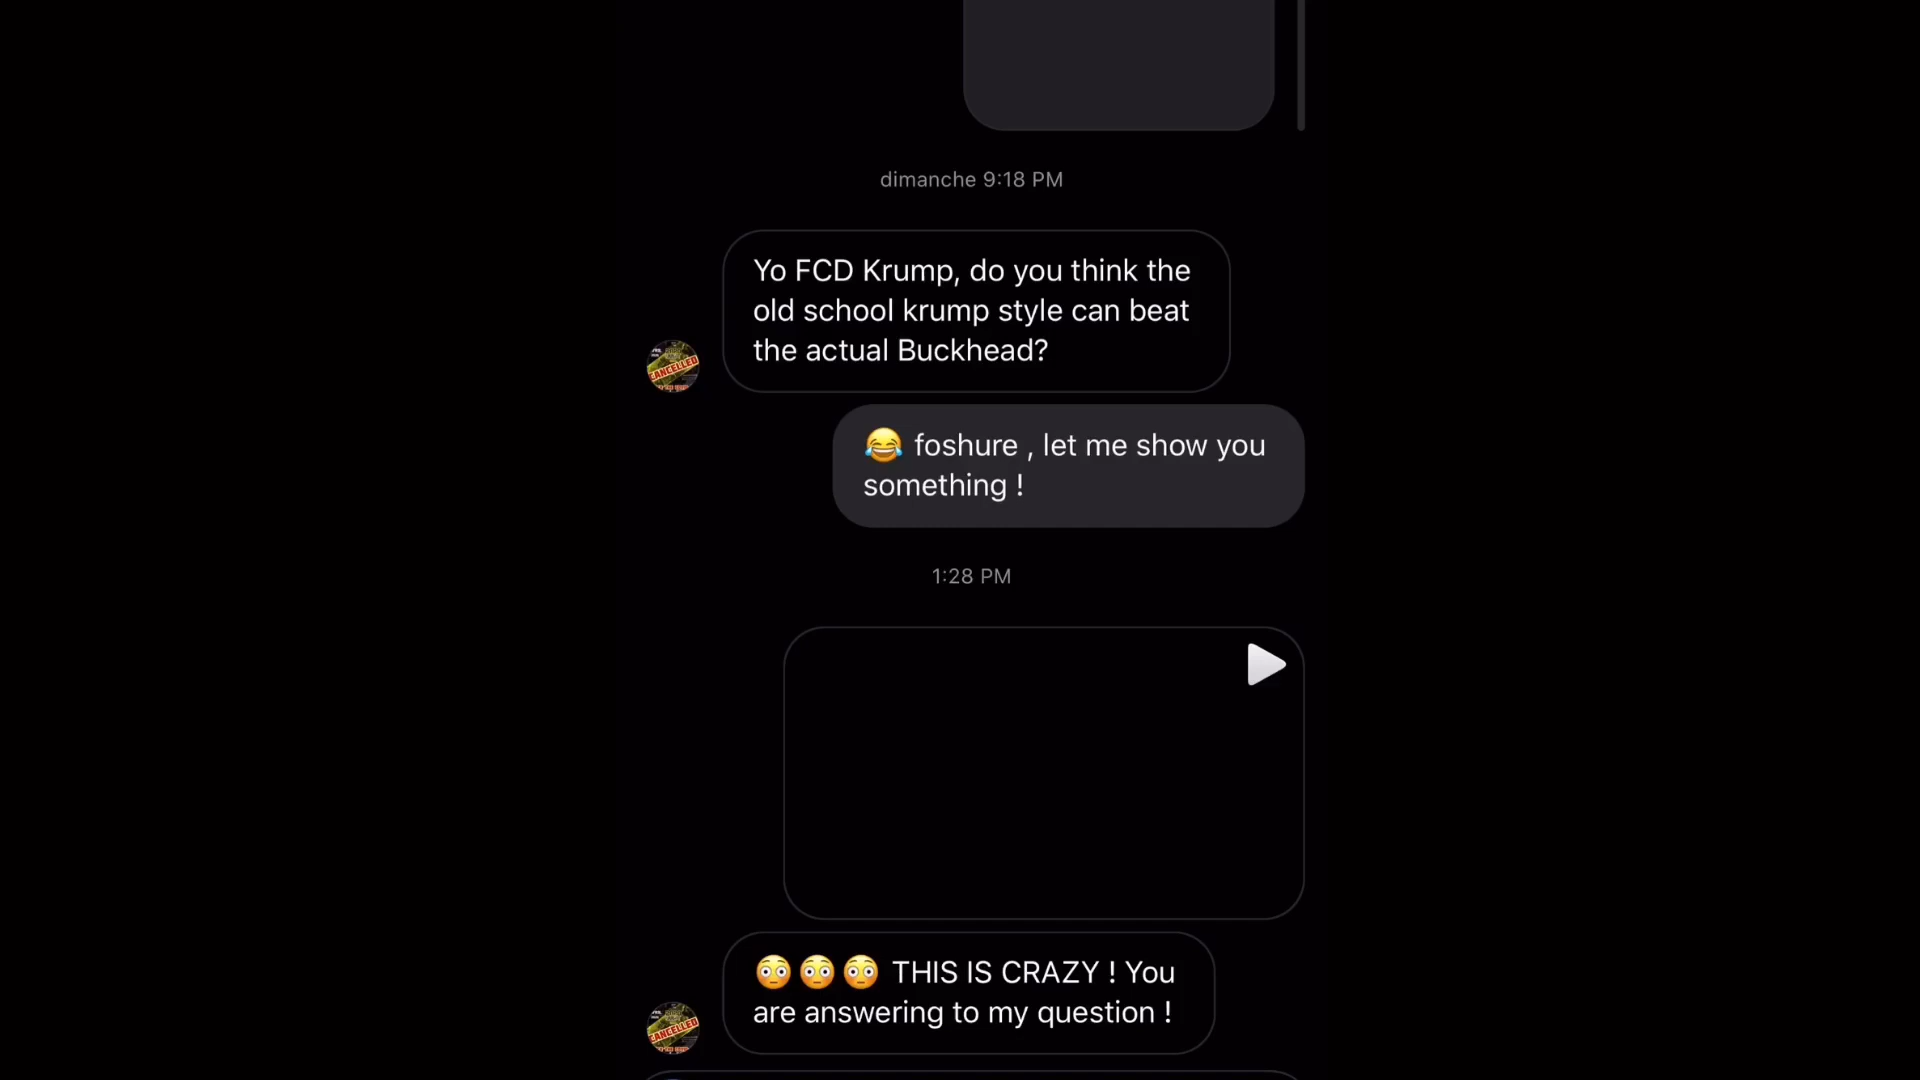 dimanche 9:18 PM
Yo FCD Krump, do you think the
old school krump style can beat
the actual Buckhead?
CANCELLED
😂 foshure , let me show you
something !
1:28 PM
😳😳😳 THIS IS CRAZY ! You
are answering to my question !
CANCELLED